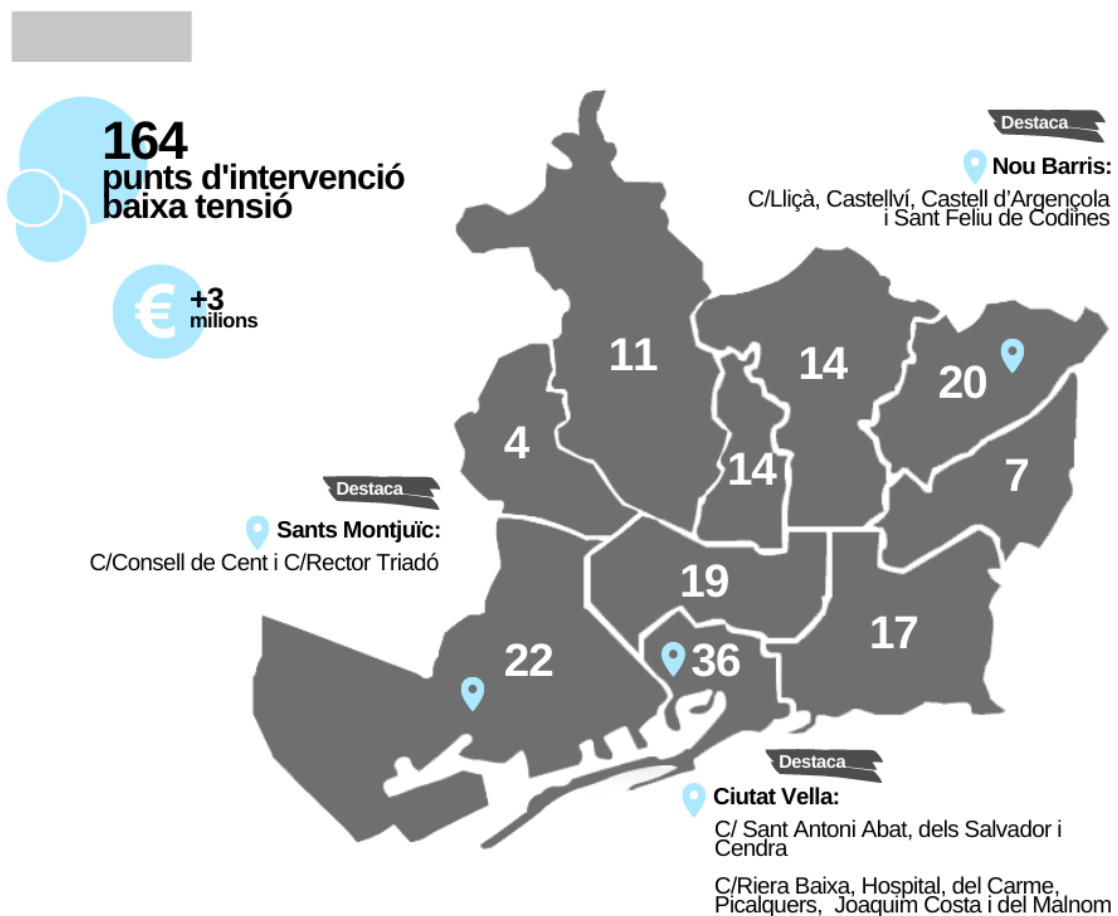 164
punts d'intervenció
baixa tensió
€
+3
milions
Destaca
Nou Barris:
C/Lliçà, Castellví, Castell d'Argençola
i Sant Feliu de Codines
11
14
20
4
14
7
Destaca
Sants Montjuïc:
C/Consell de Cent i C/Rector Triadó
19
17
22
36
Destaca
Ciutat Vella:
C/ Sant Antoni Abat, dels Salvador i
Cendra
C/Riera Baixa, Hospital, del Carme,
Picalquers, Joaquim Costa i del Malnom